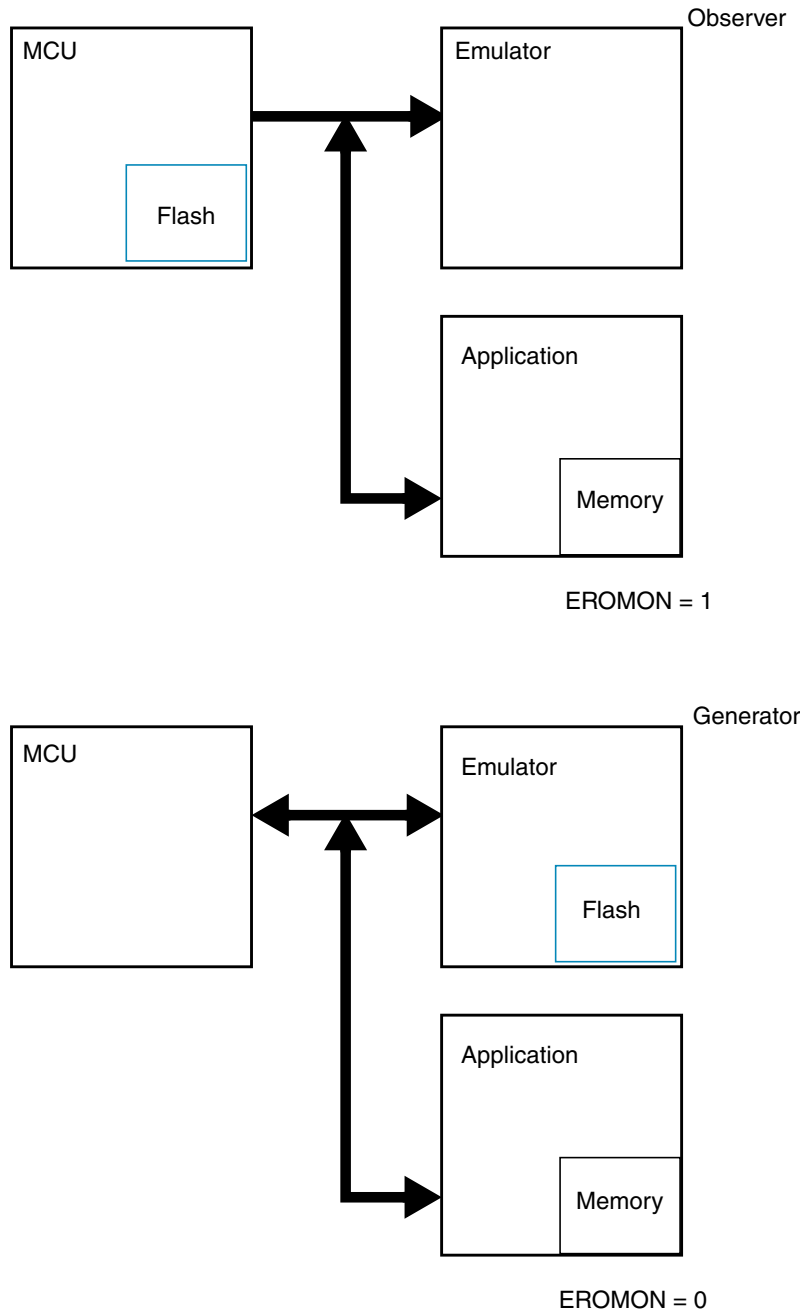 Observer
MCU
Emulator
Flash
Application
Memory
EROMON = 1
Generator
MCU
Emulator
Flash
Application
Memory
EROMON = 0